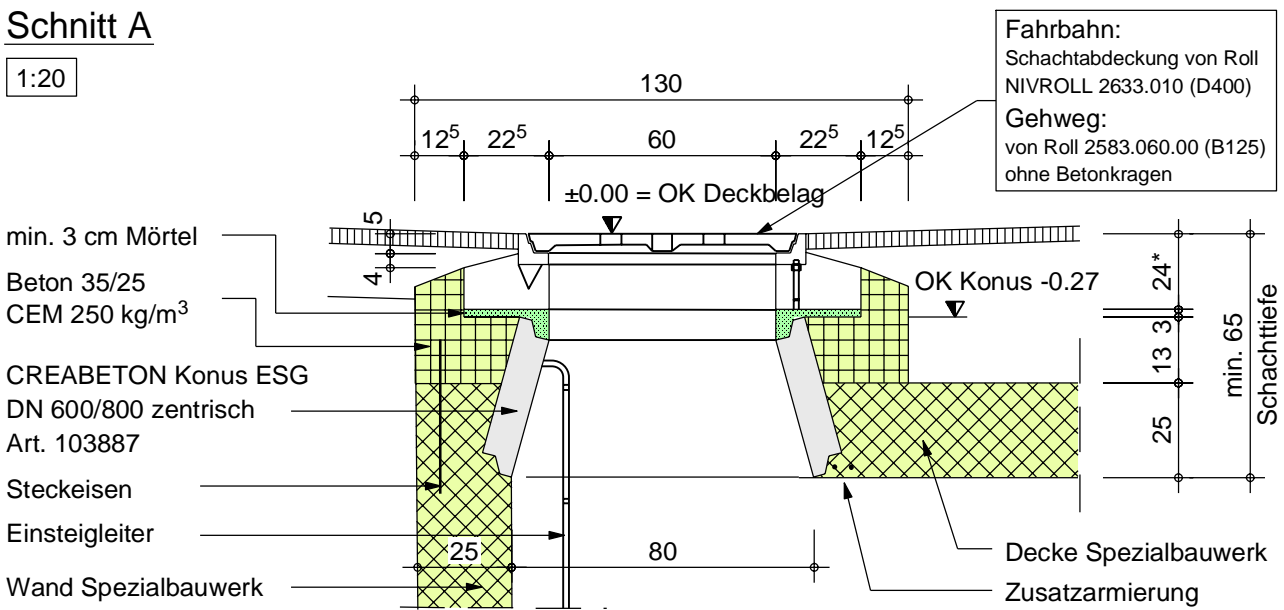 Schnitt A
1:20
Fahrbahn:
Schachtabdeckung von Roll
NIVROLL 2633.010 (D400)
Gehweg:
von Roll 2583.060.00 (B125)
ohne Betonkragen
130
12⁵ 22⁵ 60 22⁵ 12⁵
±0.00 = OK Deckbelag
5
4
min. 3 cm Mörtel
Beton 35/25
CEM 250 kg/m³
OK Konus -0.27
24*
3
13
25
min. 65
Schachttiefe
CREABETON Konus ESG
DN 600/800 zentrisch
Art. 103887
Steckeisen
Einsteigleiter
Wand Spezialbauwerk
25
80
Decke Spezialbauwerk
Zusatzarmierung